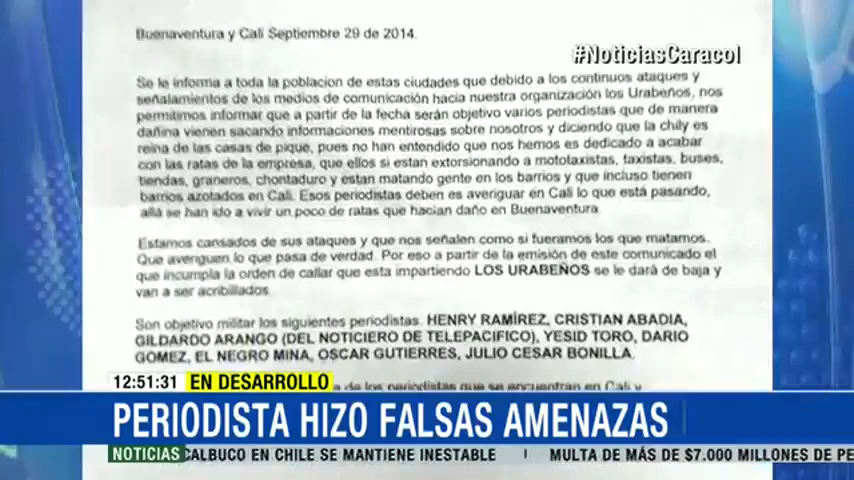 Buenaventura y Cali Septiembre 29 de 2014.
#NoticiasCaracol
Se le informa a toda la poblacion de estas ciudades que debido a los continuos ataques y
señalamientos de los medios de comunicación hacia nuestra organización los Urabeños, nos
permitimos informar que a partir de la fecha serán objetivo varios periodistas que de manera
dañina vienen sacando informaciones mentirosas sobre nosotros y diciendo que la chily es
reina de las casas de pique, pues no han entendido que nos hemos es dedicado a acabar
con las ratas de la empresa, que ellos si estan extorsionando a mototaxistas, taxistas, buses,
tiendas, graneros, chontaduro y estan matando gente en los barrios y que incluso tienen
barrios azotados en Cali. Esos periodistas deben es averiguar en Cali lo que está pasando,
allá se han ido a vivir un poco de ratas que hacian daño en Buenaventura.
Estamos cansados de sus ataques y que nos señalen como si fueramos los que matamos.
Que averiguen lo que pasa de verdad. Por eso a partir de la emisión de este comunicado el
que incumpla la orden de callar que esta impartiendo LOS URABEÑOS se le dará de baja y
van a ser acribillados.
Son objetivo militar los siguientes periodistas. HENRY RAMÍREZ, CRISTIAN ABADIA,
GILDARDO ARANGO (DEL NOTICIERO DE TELEPACIFICO), YESID TORO, DARIO
GOMEZ, EL NEGRO MINA, OSCAR GUTIERRES, JULIO CESAR BONILLA.
de los periodistas que se encuentran en Cali y
12:51:31 EN DESARROLLO
PERIODISTA HIZO FALSAS AMENAZAS
NOTICIAS CALBUCO EN CHILE SE MANTIENE INESTABLE MULTA DE MÁS DE $7.000 MILLONES DE PE